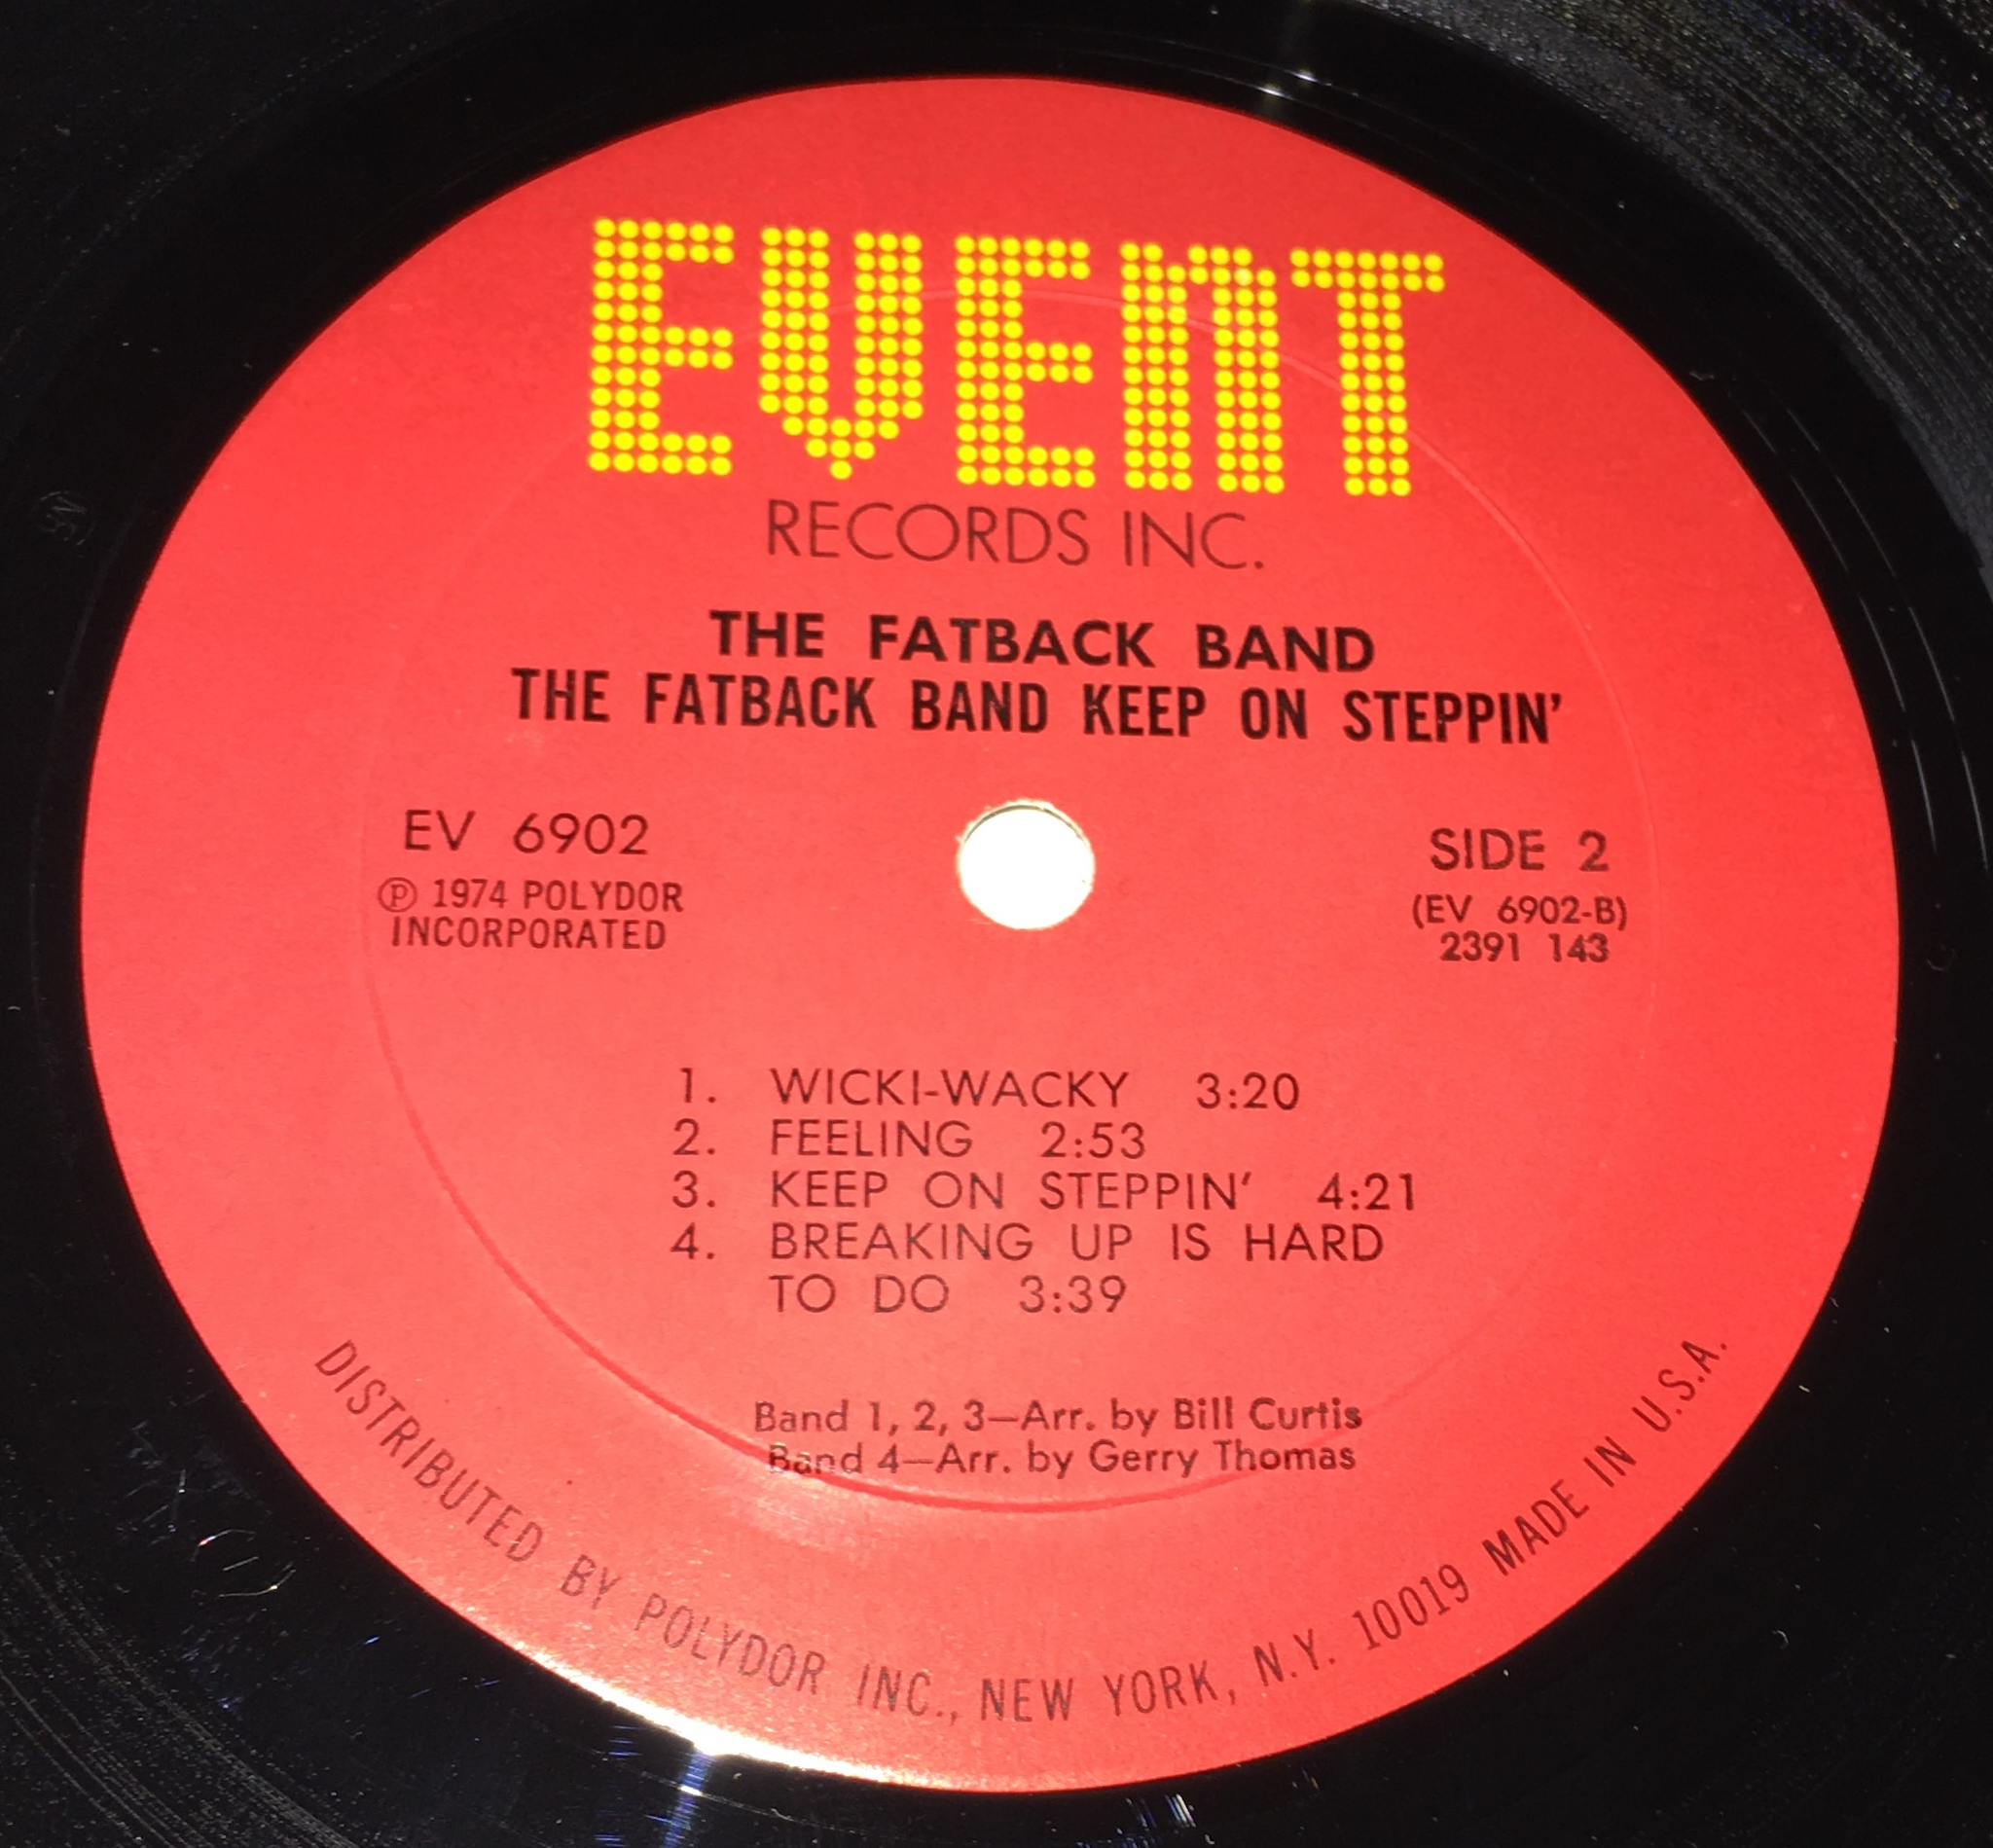 EVENT
RECORDS INC.
THE FATBACK BAND
THE FATBACK BAND KEEP ON STEPPIN'
EV 6902
Ⓟ 1974 POLYDOR
INCORPORATED
SIDE 2
(EV 6902-B)
2391 143
1. WICKI-WACKY 3:20
2. FEELING 2:53
3. KEEP ON STEPPIN' 4:21
4. BREAKING UP IS HARD
TO DO 3:39
Band 1, 2, 3—Arr. by Bill Curtis
Band 4—Arr. by Gerry Thomas
DISTRIBUTED BY POLYDOR INC., NEW YORK, N.Y. 10019 MADE IN U.S.A.